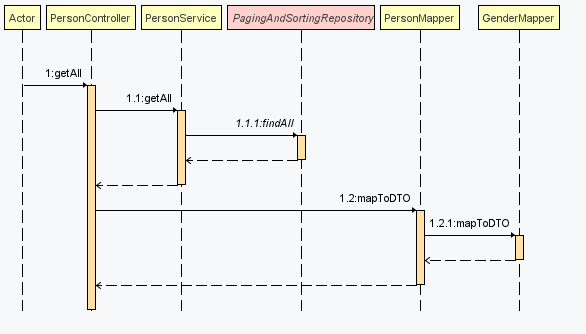 Actor PersonController PersonService PagingAndSortingRepository PersonMapper GenderMapper
1:getAll
1.1:getAll
1.1.1:findAll
1.2:mapToDTO
1.2.1:mapToDTO